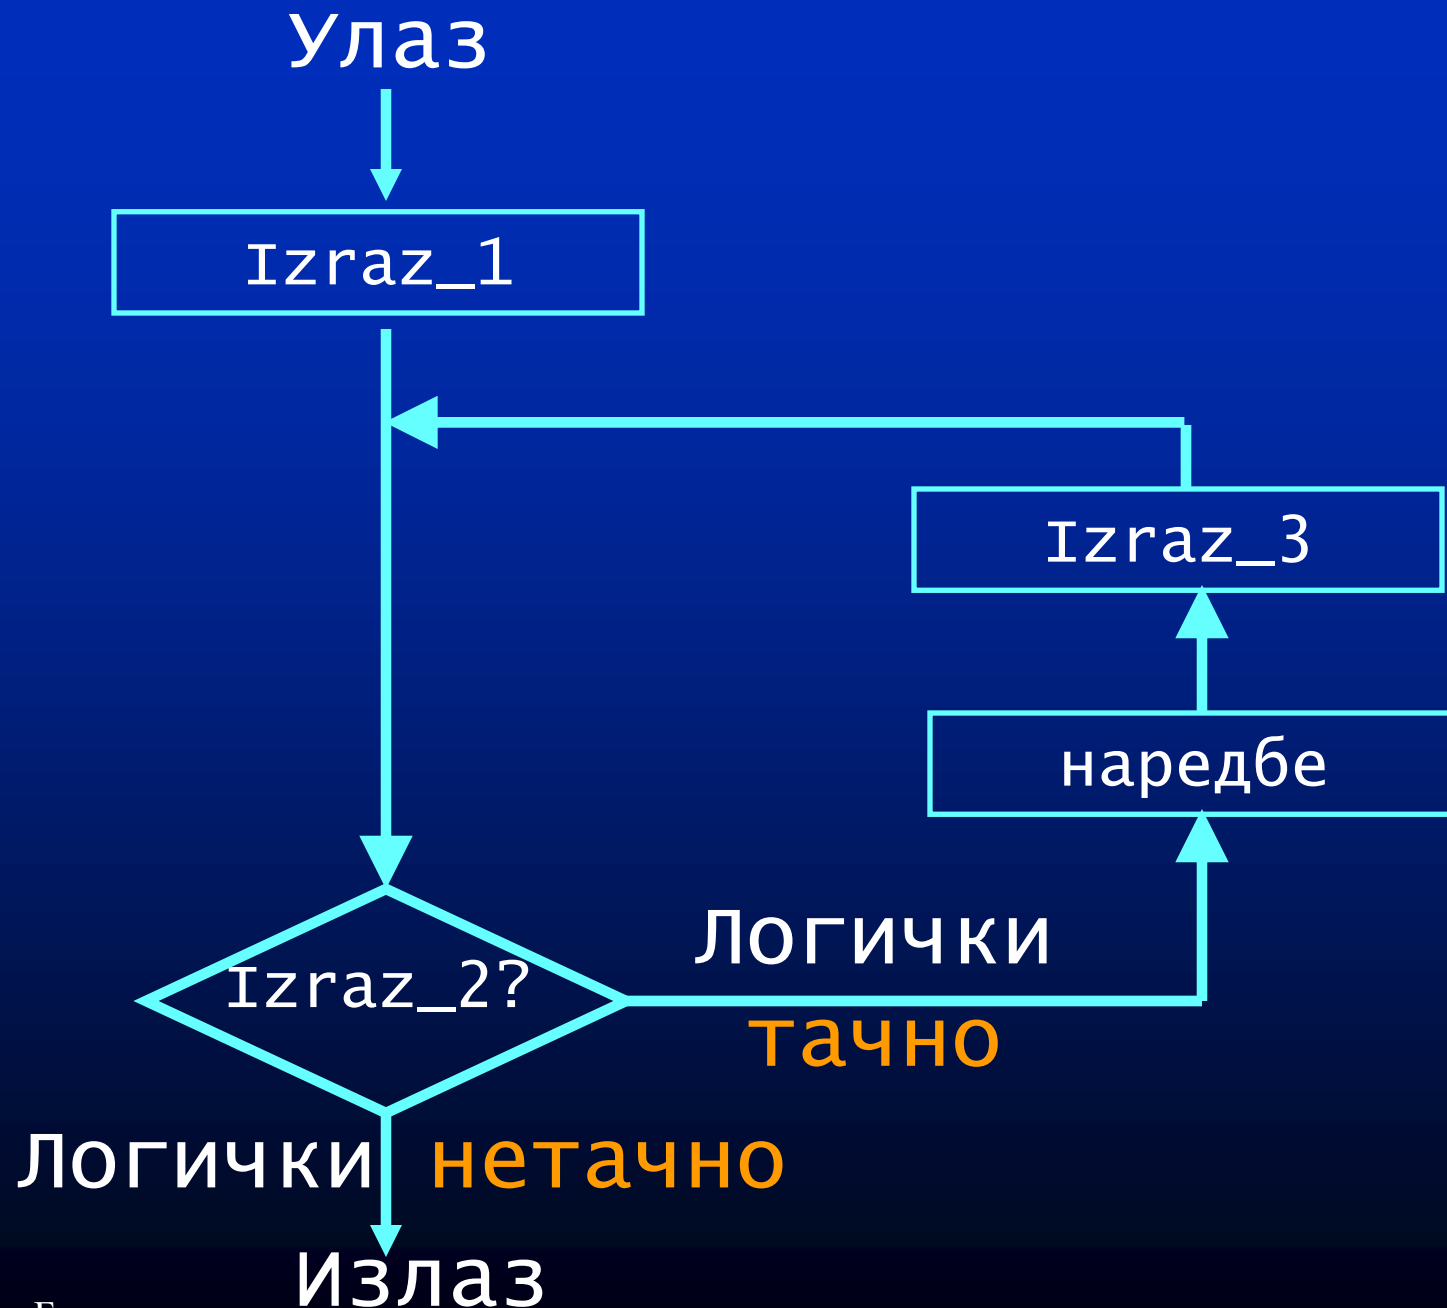 Улаз
Izraz_1
Izraz_3
наредбе
Izraz_2?
Логички
тачно
Логички нетачно
Излаз